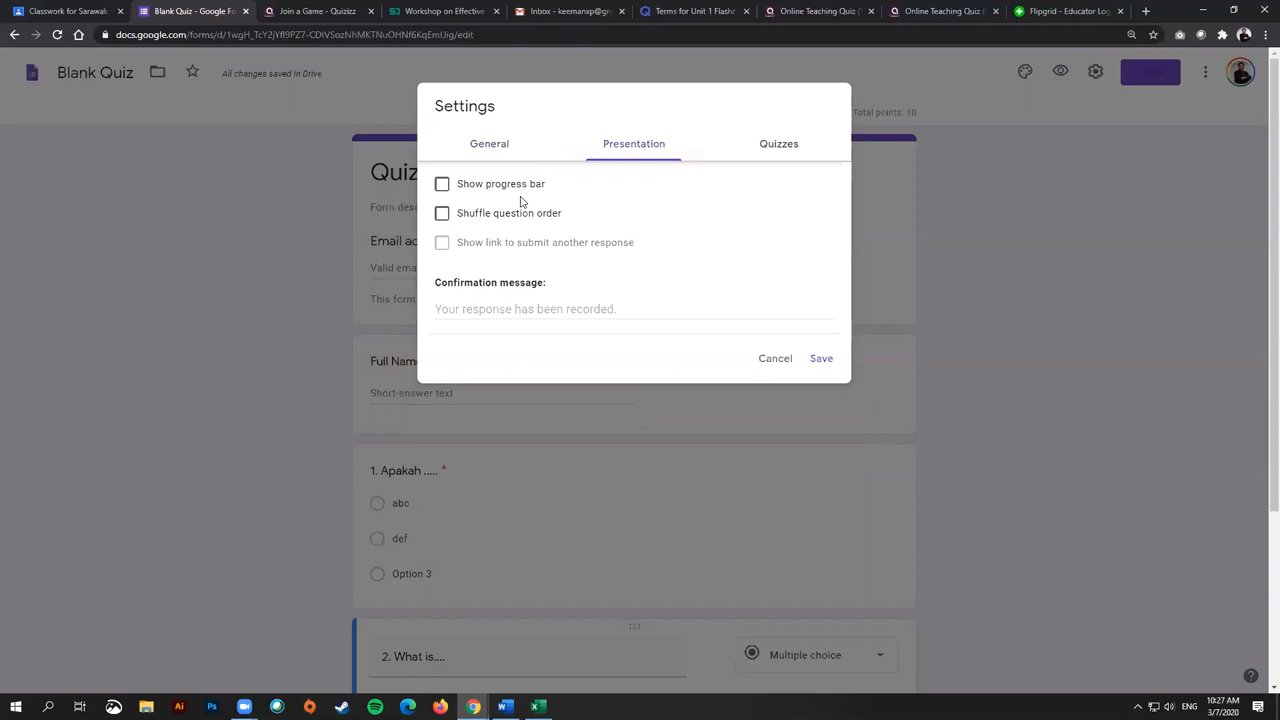 Classwork for Sarawak
Blank Quiz - Google Fo
Join a Game - Quizizz
Workshop on Effective
Inbox - keemanxp@gm
Terms for Unit 1 Flashc
Online Teaching Quiz
Online Teaching Quiz
Flipgrid - Educator Log
docs.google.com/forms/d/1wgH_TcY2jYfl9PZ7-CDIVSozNhMKTNuOHNf6KqEmUig/edit
Blank Quiz
All changes saved in Drive
Total points: 10
Settings
General
Presentation
Quizzes
Show progress bar
Shuffle question order
Show link to submit another response
Confirmation message:
Your response has been recorded.
Cancel
Save
Quiz
Form desc
Email ad
Valid emai
This form
Full Nam
Short-answer text
1. Apakah ..... *
abc
def
Option 3
2. What is....
Multiple choice
10:27 AM
3/7/2020